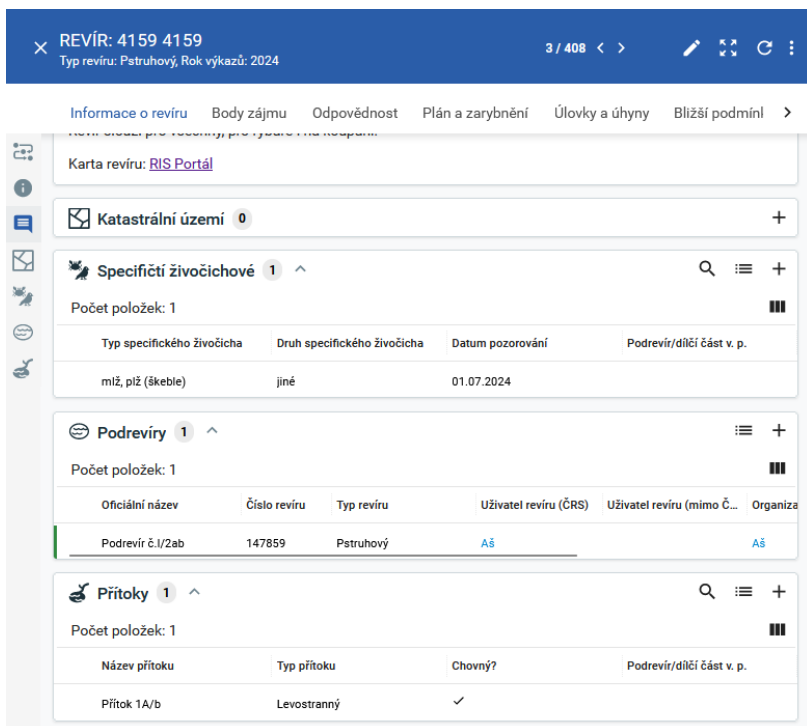 REVÍR: 4159 4159
Typ revíru: Pstruhový, Rok výkazů: 2024
3 / 408
Informace o revíru Body zájmu Odpovědnost Plán a zarybnění Úlovky a úhyny Bližší podmínl
Karta revíru: RIS Portál
Katastrální území 0
Specifičtí živočichové 1
Počet položek: 1
Typ specifického živočicha Druh specifického živočicha Datum pozorování Podrevír/dílčí část v. p.
mlž, plž (škeble) jiné 01.07.2024
Podrevíry 1
Počet položek: 1
Oficiální název Číslo revíru Typ revíru Uživatel revíru (ČRS) Uživatel revíru (mimo Č... Organiza
Podrevír č.I/2ab 147859 Pstruhový Aš Aš
Přítoky 1
Počet položek: 1
Název přítoku Typ přítoku Chovný? Podrevír/dílčí část v. p.
Přítok 1A/b Levostranný